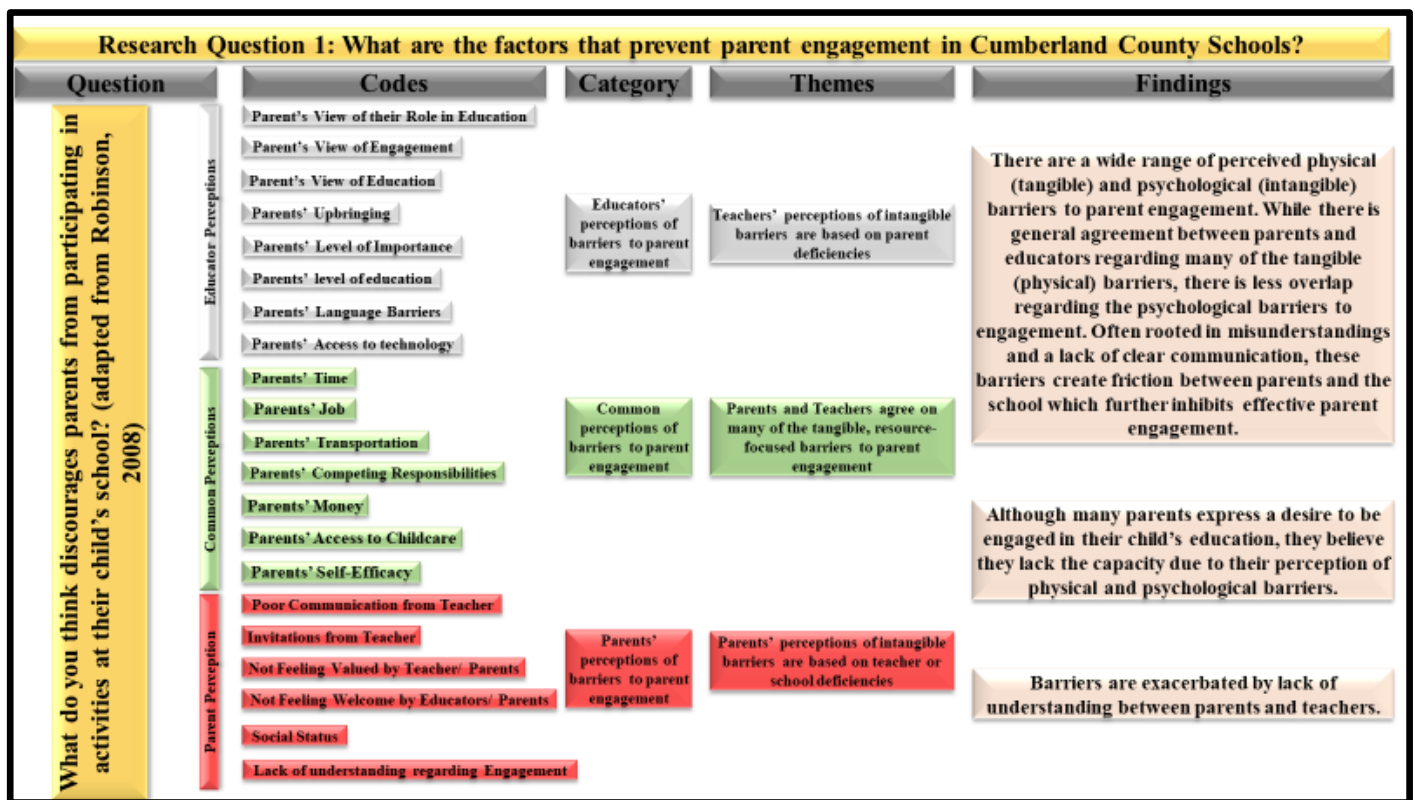 Research Question 1: What are the factors that prevent parent engagement in Cumberland County Schools?
Question
Codes
Category
Themes
Findings
What do you think discourages parents from participating in
activities at their child's school? (adapted from Robinson,
2008)
Educator Perceptions
Parent's View of their Role in Education
Parent's View of Engagement
Parent's View of Education
Parents' Upbringing
Parents' Level of Importance
Parents' level of education
Parents' Language Barriers
Parents' Access to technology
Educators'
perceptions of
barriers to parent
engagement
Teachers' perceptions of intangible
barriers are based on parent
deficiencies
Common Perceptions
Parents' Time
Parents' Job
Parents' Transportation
Parents' Competing Responsibilities
Parents' Money
Parents' Access to Childcare
Parents' Self-Efficacy
Common
perceptions of
barriers to parent
engagement
Parents and Teachers agree on
many of the tangible, resource-
focused barriers to parent
engagement
Parent Perception
Poor Communication from Teacher
Invitations from Teacher
Not Feeling Valued by Teacher/ Parents
Not Feeling Welcome by Educators/ Parents
Social Status
Lack of understanding regarding Engagement
Parents'
perceptions of
barriers to parent
engagement
Parents' perceptions of intangible
barriers are based on teacher or
school deficiencies
There are a wide range of perceived physical
(tangible) and psychological (intangible)
barriers to parent engagement. While there is
general agreement between parents and
educators regarding many of the tangible
(physical) barriers, there is less overlap
regarding the psychological barriers to
engagement. Often rooted in misunderstandings
and a lack of clear communication, these
barriers create friction between parents and the
school which further inhibits effective parent
engagement.
Although many parents express a desire to be
engaged in their child's education, they believe
they lack the capacity due to their perception of
physical and psychological barriers.
Barriers are exacerbated by lack of
understanding between parents and teachers.